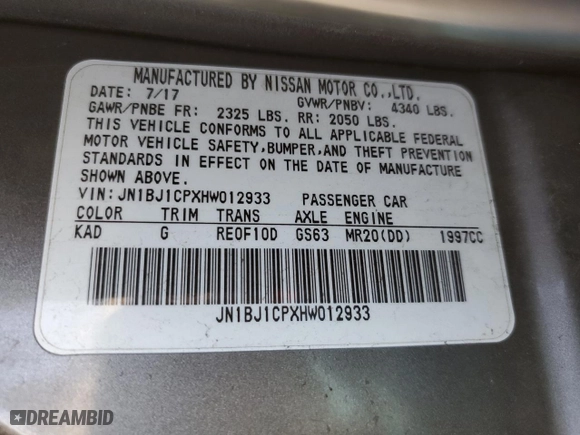 MANUFACTURED BY NISSAN MOTOR CO.,LTD.
DATE: 7/17 GVWR/PNBV: 4340 LBS.
GAWR/PNBE FR: 2325 LBS. RR: 2050 LBS.
THIS VEHICLE CONFORMS TO ALL APPLICABLE FEDERAL
MOTOR VEHICLE SAFETY,BUMPER,AND THEFT PREVENTION
STANDARDS IN EFFECT ON THE DATE OF MANUFACTURE
SHOWN ABOVE.
VIN: JN1BJ1CPXHW012933 PASSENGER CAR
COLOR TRIM TRANS AXLE ENGINE
KAD G RE0F10D GS63 MR20(DD) 1997CC
JN1BJ1CPXHW012933
DREAMBID